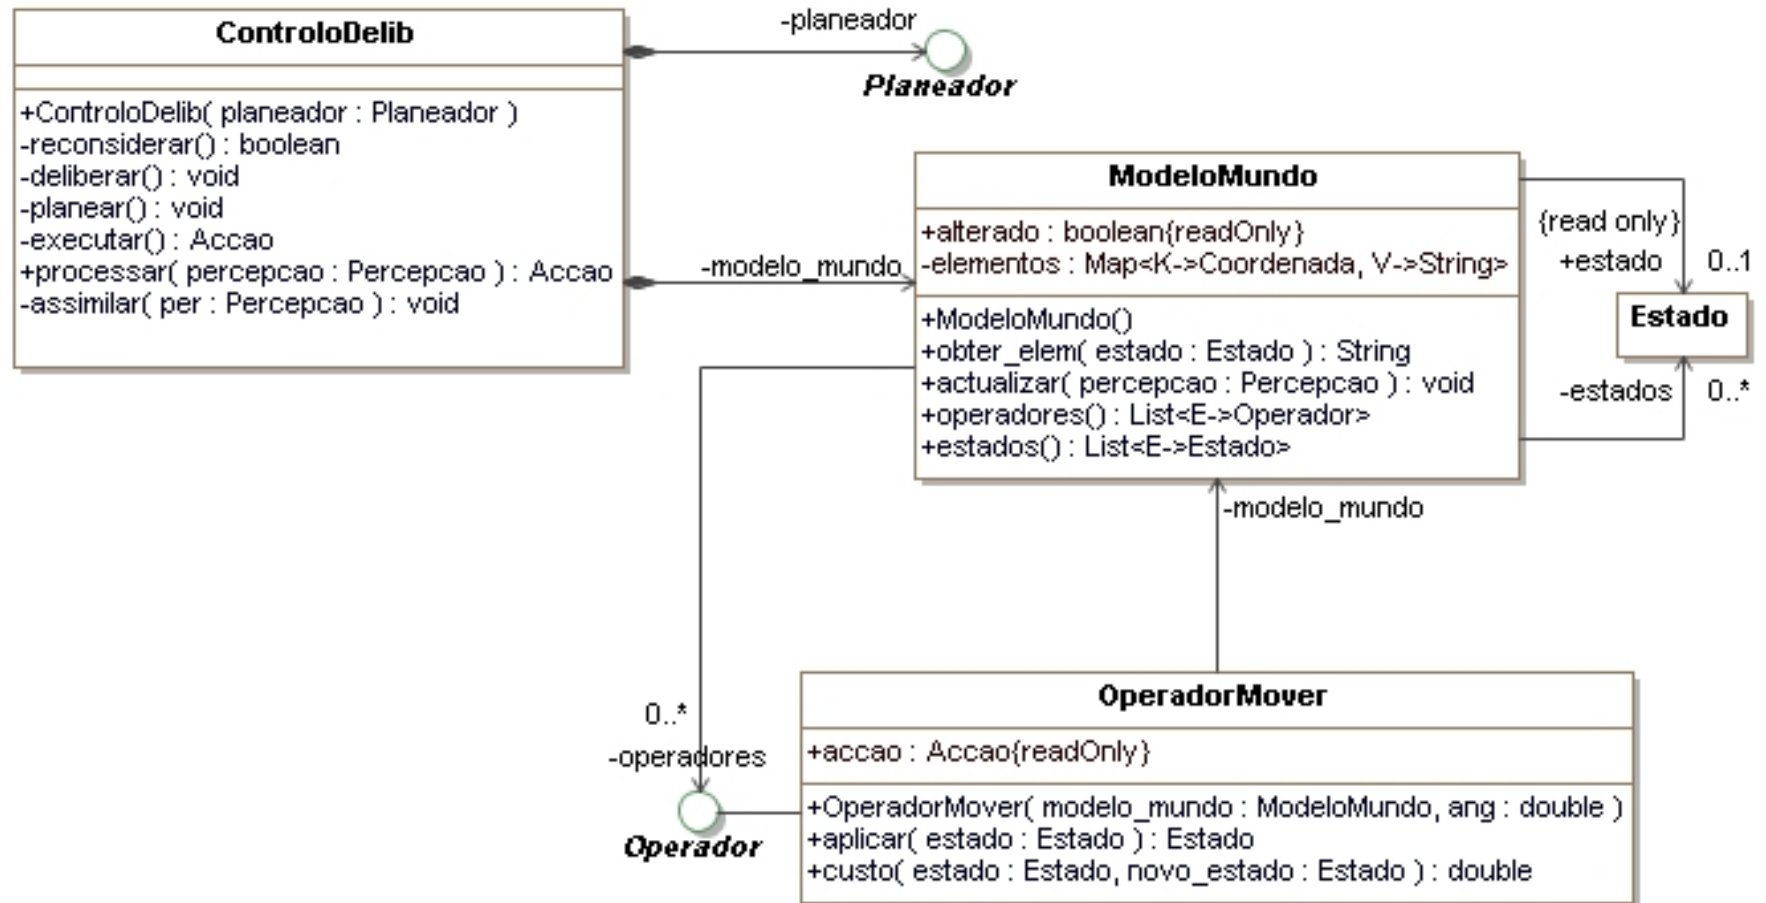 ControloDelib
+ControloDelib( planeador : Planeador )
-reconsiderar() : boolean
-deliberar() : void
-planear() : void
-executar() : Accao
+processar( percepcao : Percepcao ) : Accao
-assimilar( per : Percepcao ) : void
-planeador
Planeador
-modelo_mundo
ModeloMundo
+alterado : boolean{readOnly}
-elementos : Map<K->Coordenada, V->String>
+ModeloMundo()
+obter_elem( estado : Estado ) : String
+actualizar( percepcao : Percepcao ) : void
+operadores() : List<E->Operador>
+estados() : List<E->Estado>
{read only}
+estado 0..1
Estado
-estados 0..*
-modelo_mundo
0..*
-operadores
Operador
OperadorMover
+accao : Accao{readOnly}
+OperadorMover( modelo_mundo : ModeloMundo, ang : double )
+aplicar( estado : Estado ) : Estado
+custo( estado : Estado, novo_estado : Estado ) : double